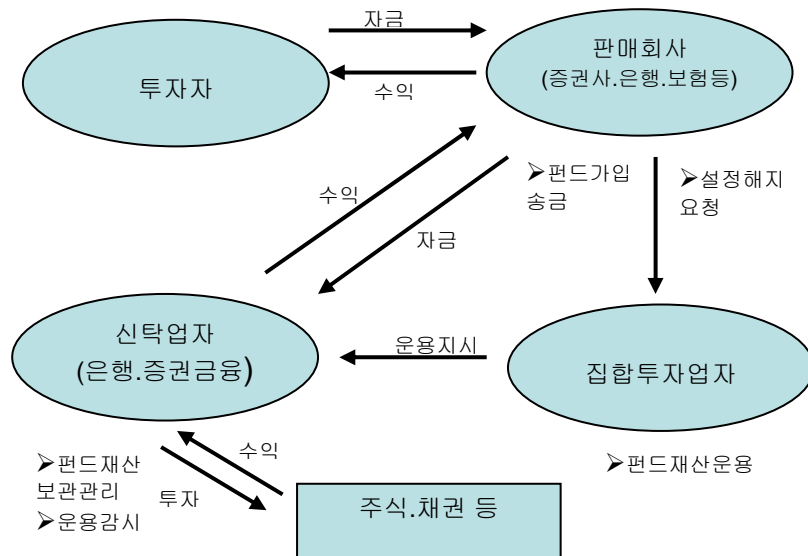 자금
투자자
판매회사
(증권사.은행.보험등)
수익
➢펀드가입
송금
➢설정해지
요청
수익
자금
신탁업자
(은행.증권금융)
운용지시
집합투자업자
➢펀드재산
보관관리
➢운용감시
수익
투자
➢펀드재산운용
주식.채권 등